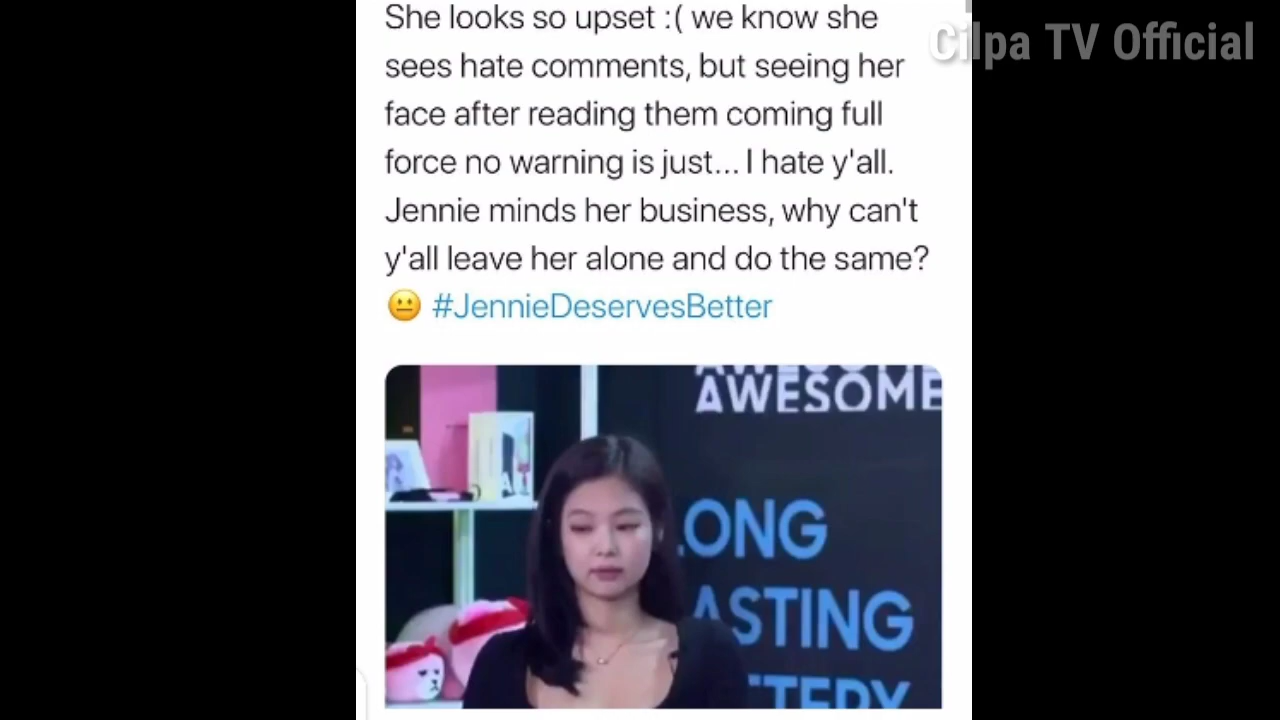 She looks so upset :( we know she
Cilpa TV Official
sees hate comments, but seeing her
face after reading them coming full
force no warning is just... I hate y'all.
Jennie minds her business, why can't
y'all leave her alone and do the same?
😐 #JennieDeservesBetter
AWESOME
AWESOME
ONG
ASTING
TTERY